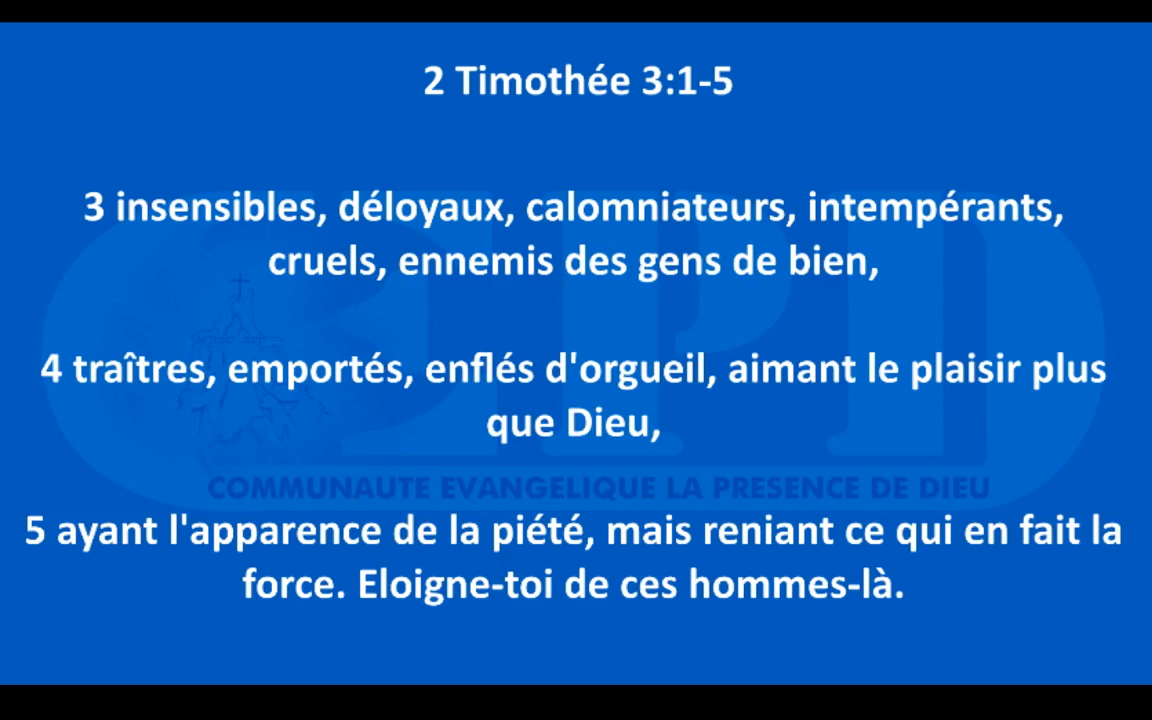 2 Timothée 3:1-5
3 insensibles, déloyaux, calomniateurs, intempérants,
cruels, ennemis des gens de bien,
4 traîtres, emportés, enflés d'orgueil, aimant le plaisir plus
que Dieu,
COMMUNAUTE EVANGELIQUE LA PRESENCE DE DIEU
5 ayant l'apparence de la piété, mais reniant ce qui en fait la
force. Eloigne-toi de ces hommes-là.